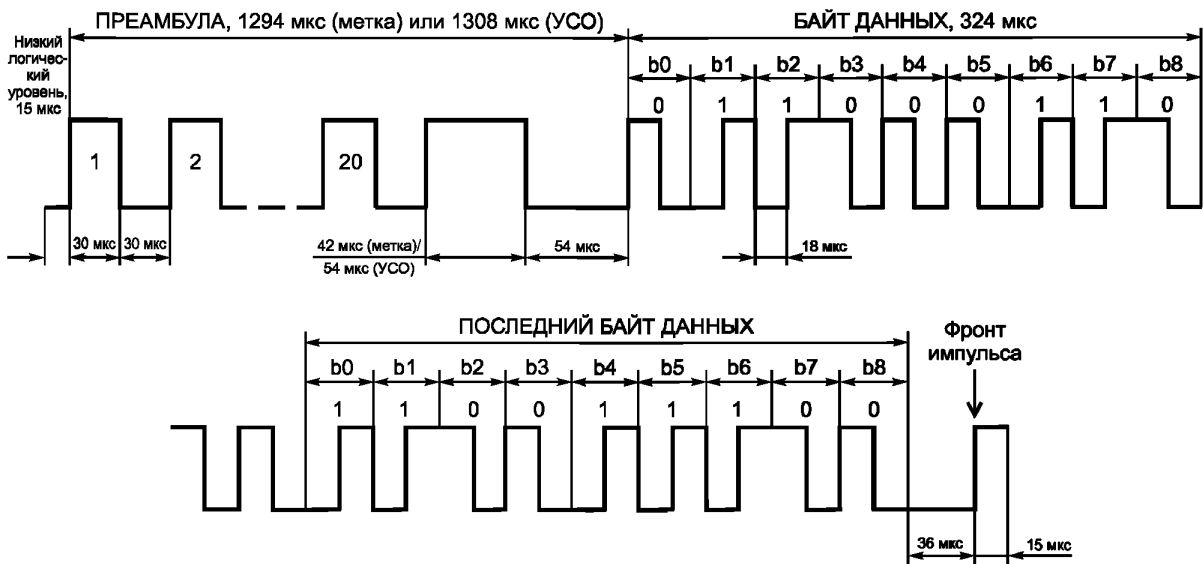 ПРЕАМБУЛА, 1294 мкс (метка) или 1308 мкс (УСО)
БАЙТ ДАННЫХ, 324 мкс
Низкий
логичес-
кий
уровень,
15 мкс
b0 b1 b2 b3 b4 b5 b6 b7 b8
0 1 1 0 0 0 1 1 0
1 2 20
30 мкс 30 мкс
42 мкс (метка)/
54 мкс (УСО)
54 мкс
18 мкс
ПОСЛЕДНИЙ БАЙТ ДАННЫХ
Фронт
импульса
b0 b1 b2 b3 b4 b5 b6 b7 b8
1 1 0 0 1 1 1 0 0
36 мкс 15 мкс